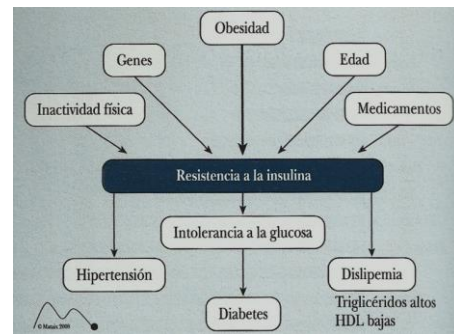 Obesidad
Genes
Edad
Inactividad física
Medicamentos
Resistencia a la insulina
Intolerancia a la glucosa
Hipertensión
Dislipemia
Triglicéridos altos
HDL bajas
Diabetes